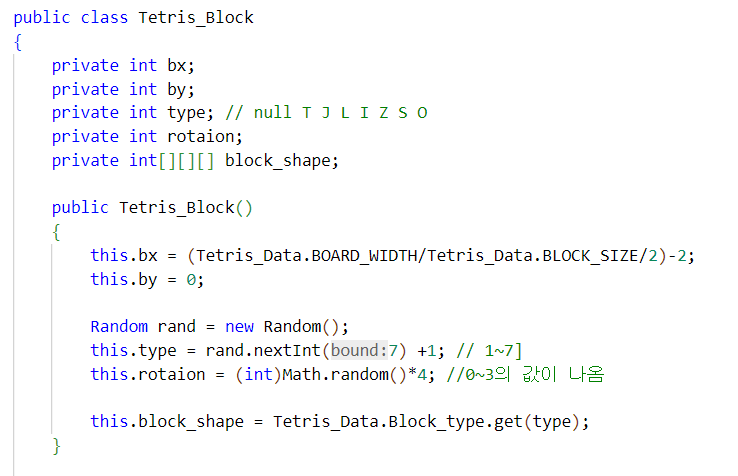 public class Tetris_Block
{
private int bx;
private int by;
private int type; // null T J L I Z S O
private int rotaion;
private int[][][] block_shape;
public Tetris_Block()
{
this.bx = (Tetris_Data.BOARD_WIDTH/Tetris_Data.BLOCK_SIZE/2)-2;
this.by = 0;
Random rand = new Random();
this.type = rand.nextInt(bound:7) +1; // 1~7]
this.rotaion = (int)Math.random()*4; //0~3의 값이 나옴
this.block_shape = Tetris_Data.Block_type.get(type);
}